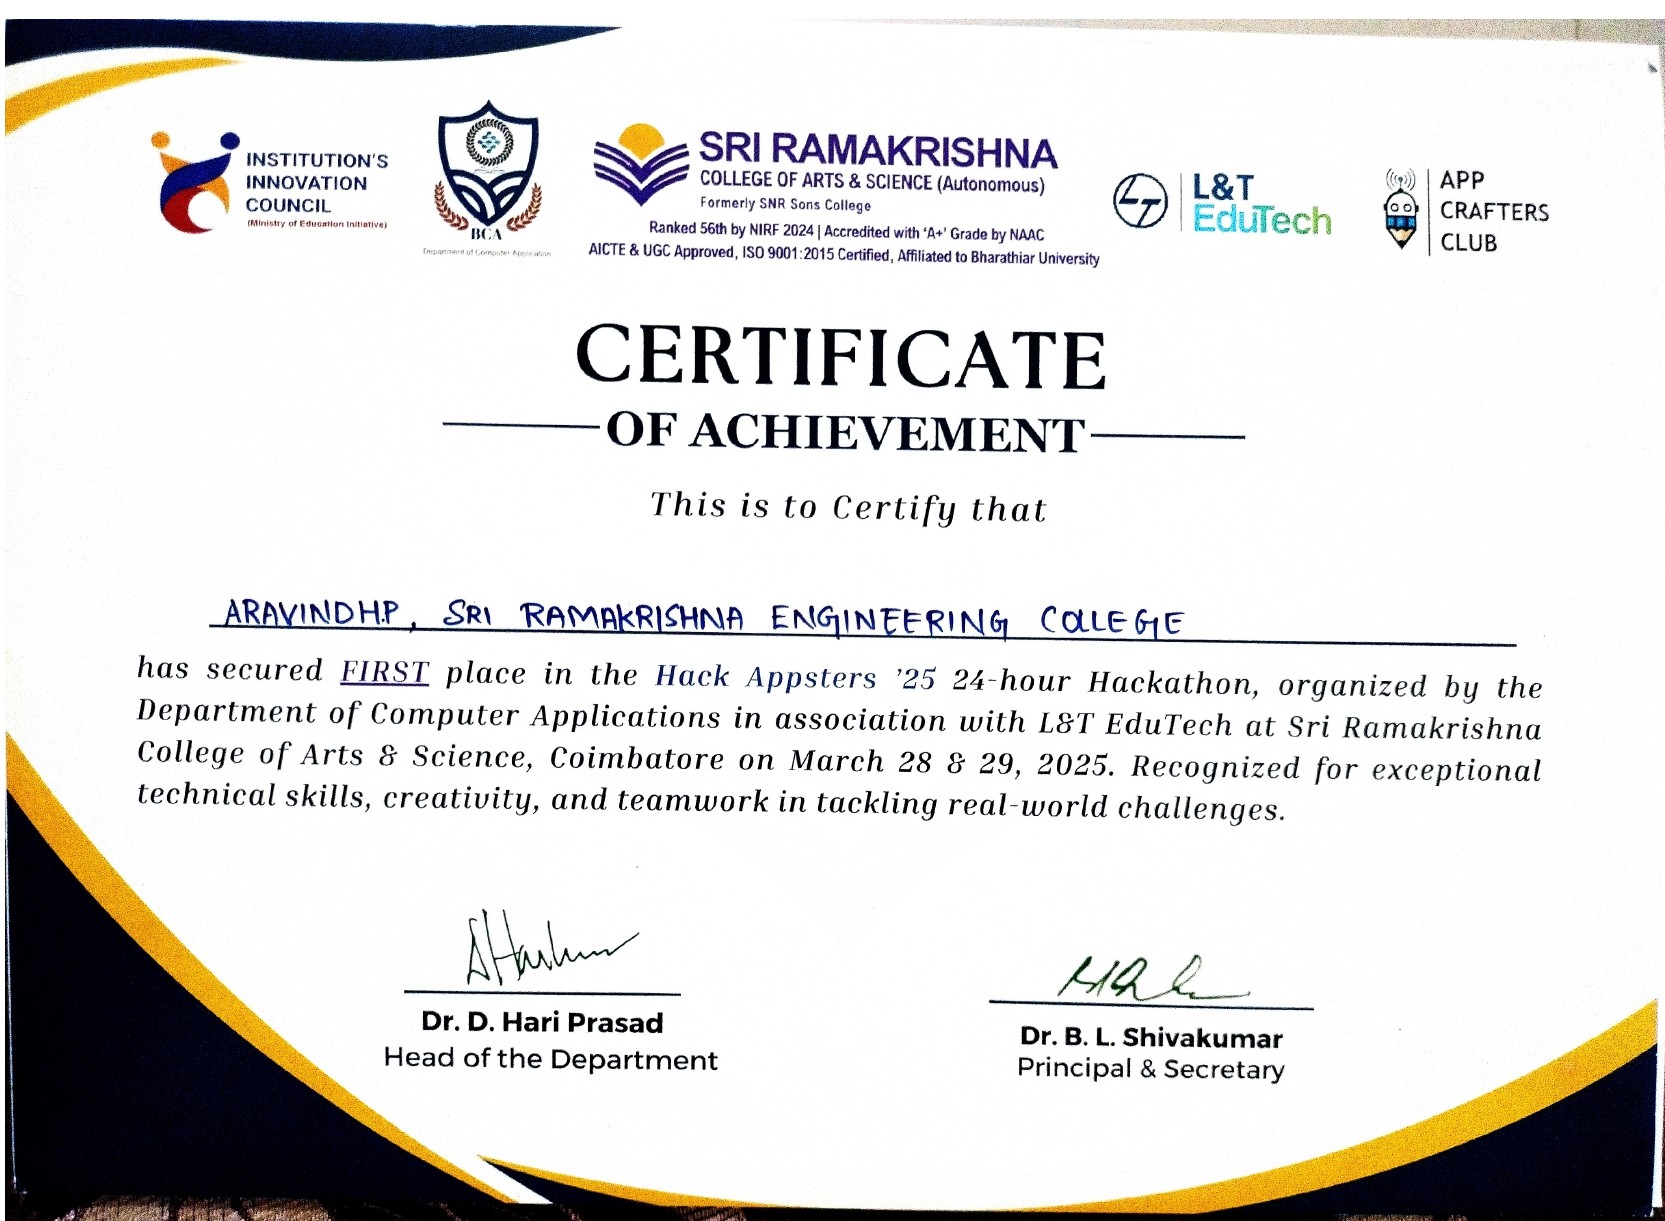 INSTITUTION'S
INNOVATION
COUNCIL
(Ministry of Education Initiative)
BCA
Department of Computer Application
SRI RAMAKRISHNA
COLLEGE OF ARTS & SCIENCE (Autonomous)
Formerly SNR Sons College
Ranked 56th by NIRF 2024 | Accredited with 'A+' Grade by NAAC
AICTE & UGC Approved, ISO 9001:2015 Certified, Affiliated to Bharathiar University
L&T
EduTech
APP
CRAFTERS
CLUB
CERTIFICATE
OF ACHIEVEMENT
This is to Certify that
ARAVINDH.P, SRI RAMAKRISHNA ENGINEERING COLLEGE
has secured FIRST place in the Hack Appsters '25 24-hour Hackathon, organized by the
Department of Computer Applications in association with L&T EduTech at Sri Ramakrishna
College of Arts & Science, Coimbatore on March 28 & 29, 2025. Recognized for exceptional
technical skills, creativity, and teamwork in tackling real-world challenges.
Dr. D. Hari Prasad
Head of the Department
Dr. B. L. Shivakumar
Principal & Secretary